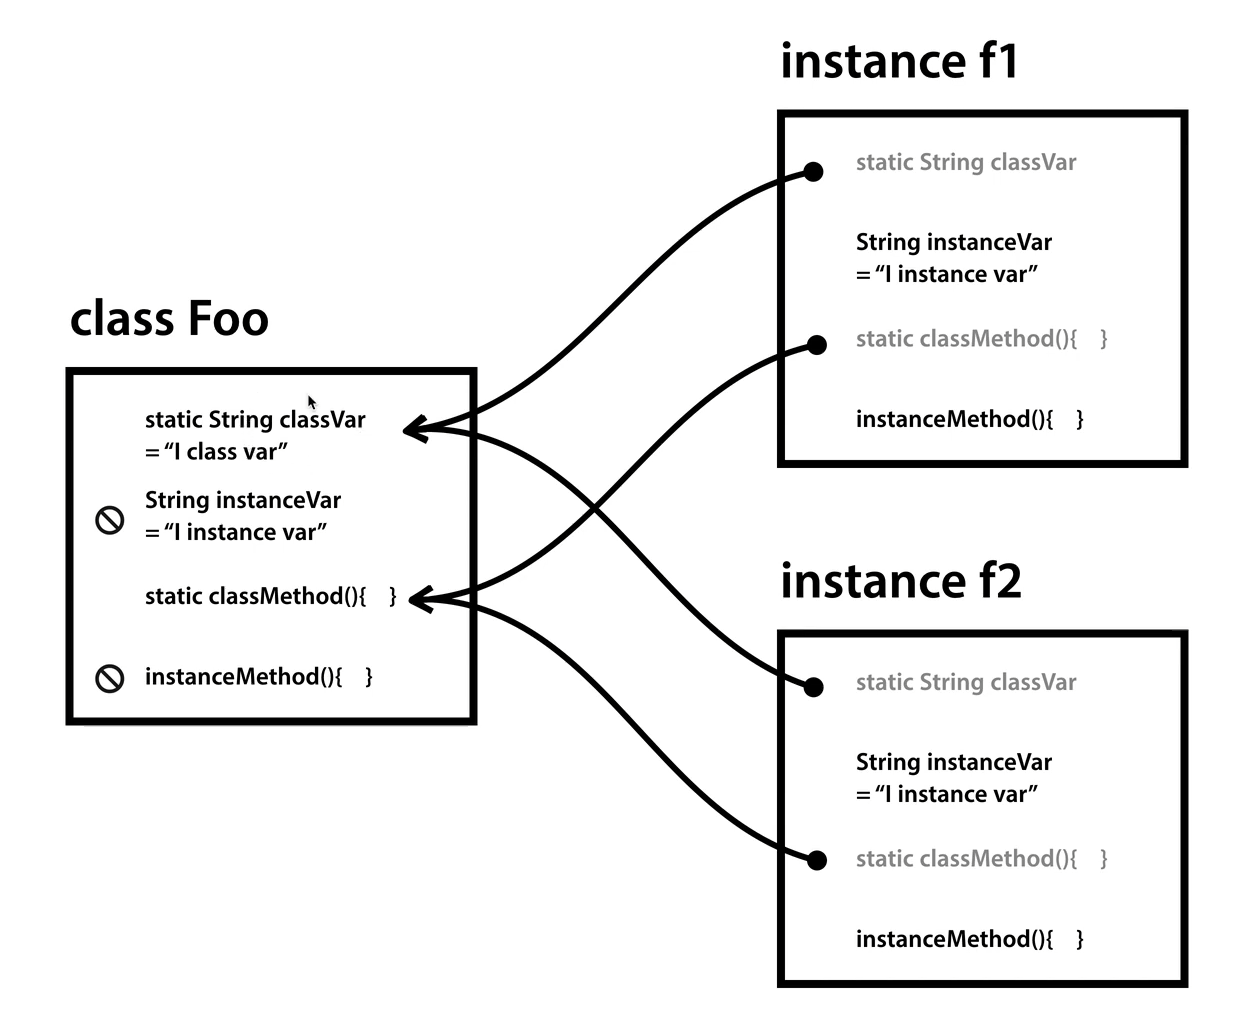 class Foo
static String classVar
= “I class var”
String instanceVar
= “I instance var”
static classMethod(){ }
instanceMethod(){ }
instance f1
static String classVar
String instanceVar
= “I instance var”
static classMethod(){ }
instanceMethod(){ }
instance f2
static String classVar
String instanceVar
= “I instance var”
static classMethod(){ }
instanceMethod(){ }